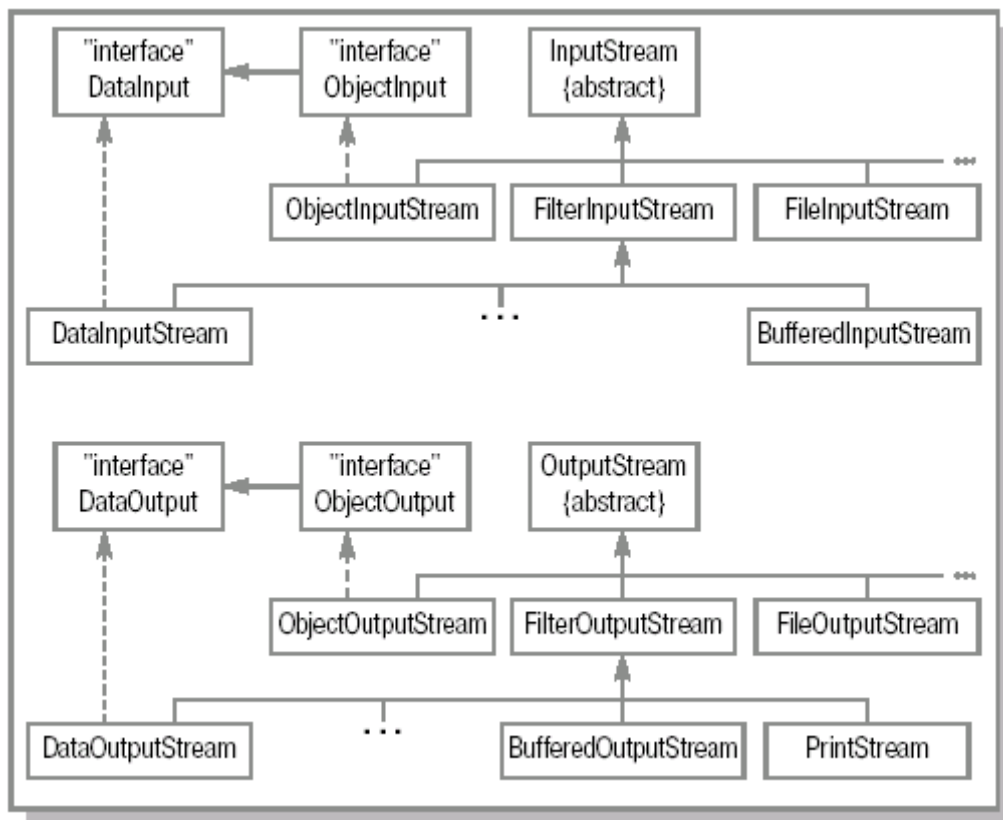 "interface"
DataInput
"interface"
ObjectInput
InputStream
{abstract}
...
ObjectInputStream
FilterInputStream
FileInputStream
...
DataInputStream
BufferedInputStream
"interface"
DataOutput
"interface"
ObjectOutput
OutputStream
{abstract}
...
ObjectOutputStream
FilterOutputStream
FileOutputStream
...
DataOutputStream
BufferedOutputStream
PrintStream